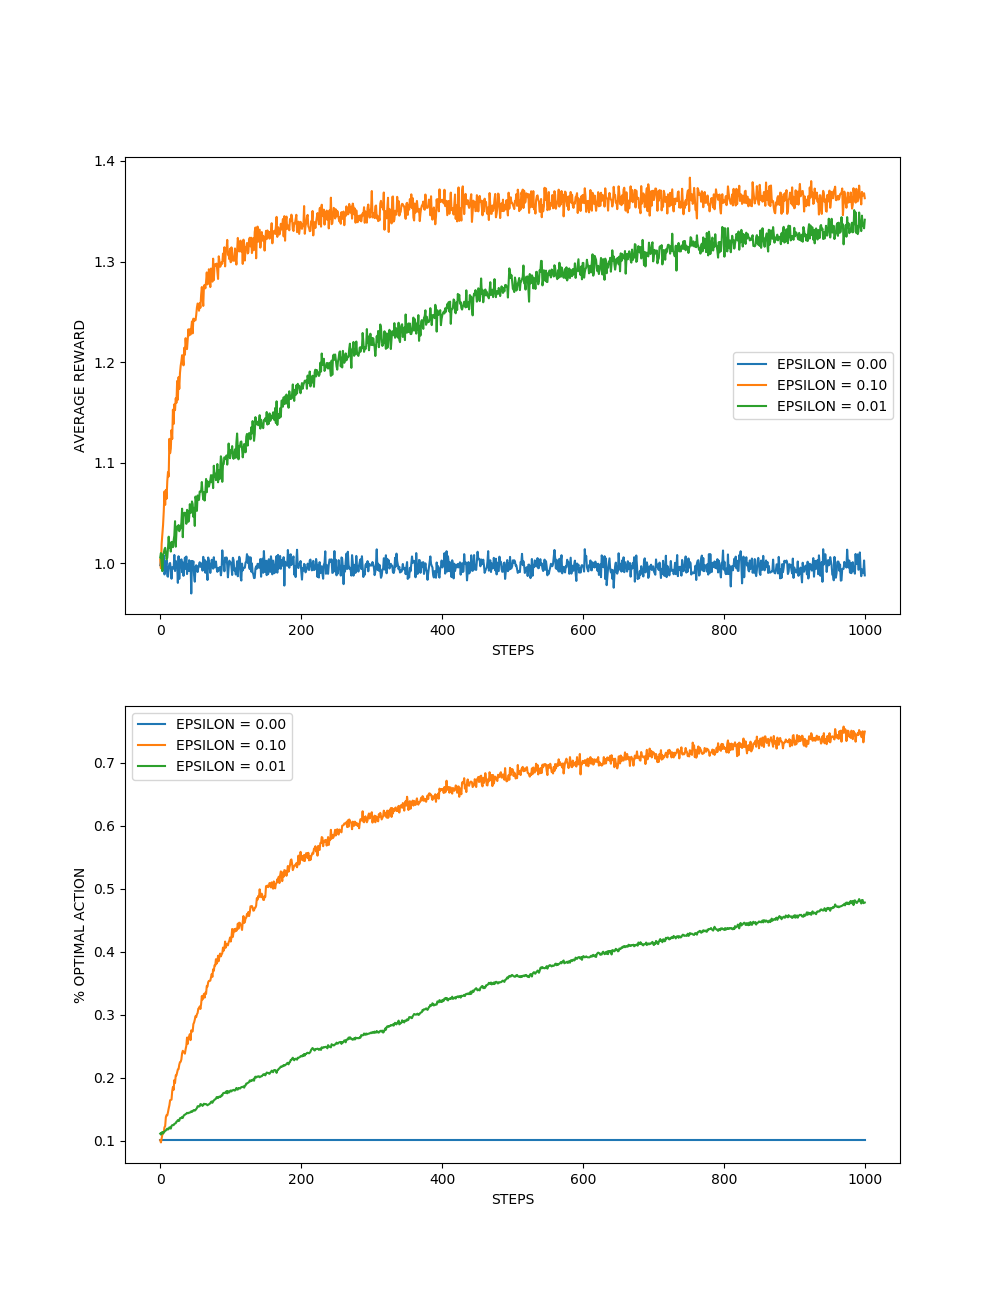 1.4
1.3
1.2
1.1
1.0
AVERAGE REWARD
EPSILON = 0.00
EPSILON = 0.10
EPSILON = 0.01
0 200 400 600 800 1000
STEPS
EPSILON = 0.00
EPSILON = 0.10
EPSILON = 0.01
0.7
0.6
0.5
0.4
0.3
0.2
0.1
% OPTIMAL ACTION
0 200 400 600 800 1000
STEPS